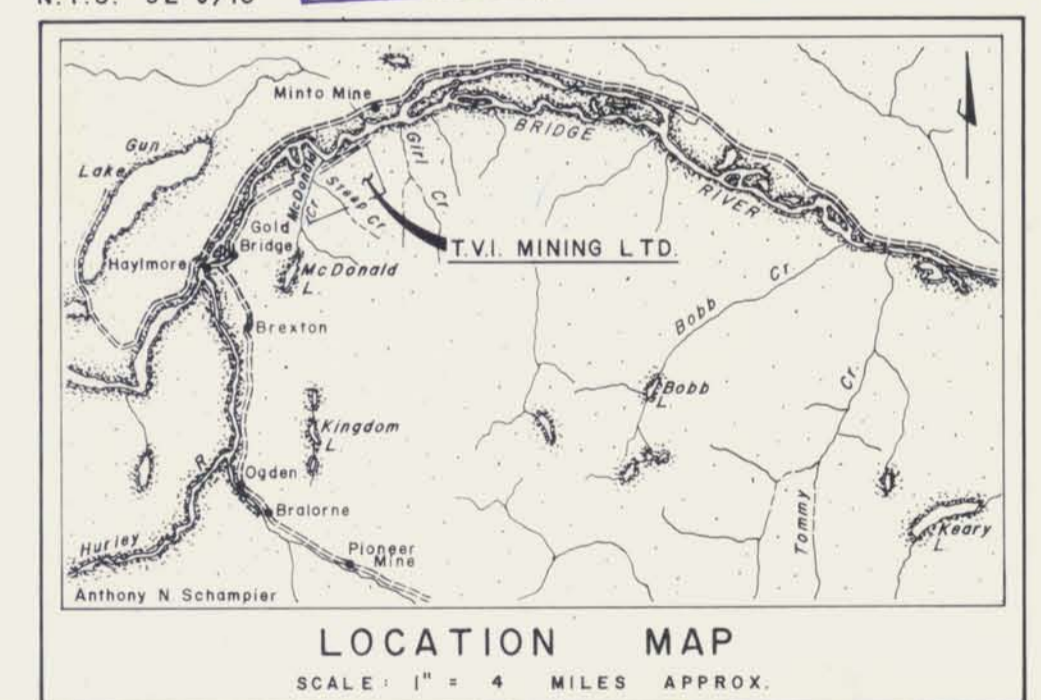 Minto Mine
Gun
Lake
BRIDGE
RIVER
Girl
Cr
McDonald
Cr
Steep Cr.
Gold
Bridge
Haylmore
McDonald
L.
T.V.I. MINING LTD.
Brexton
Bobb Cr
Bobb
L
Kingdom
L
Cr.
Tommy
R
Ogden
Bralorne
Hurley
Pioneer
Mine
Keary
L
Anthony N Schampier
LOCATION MAP
SCALE: 1" = 4 MILES APPROX.